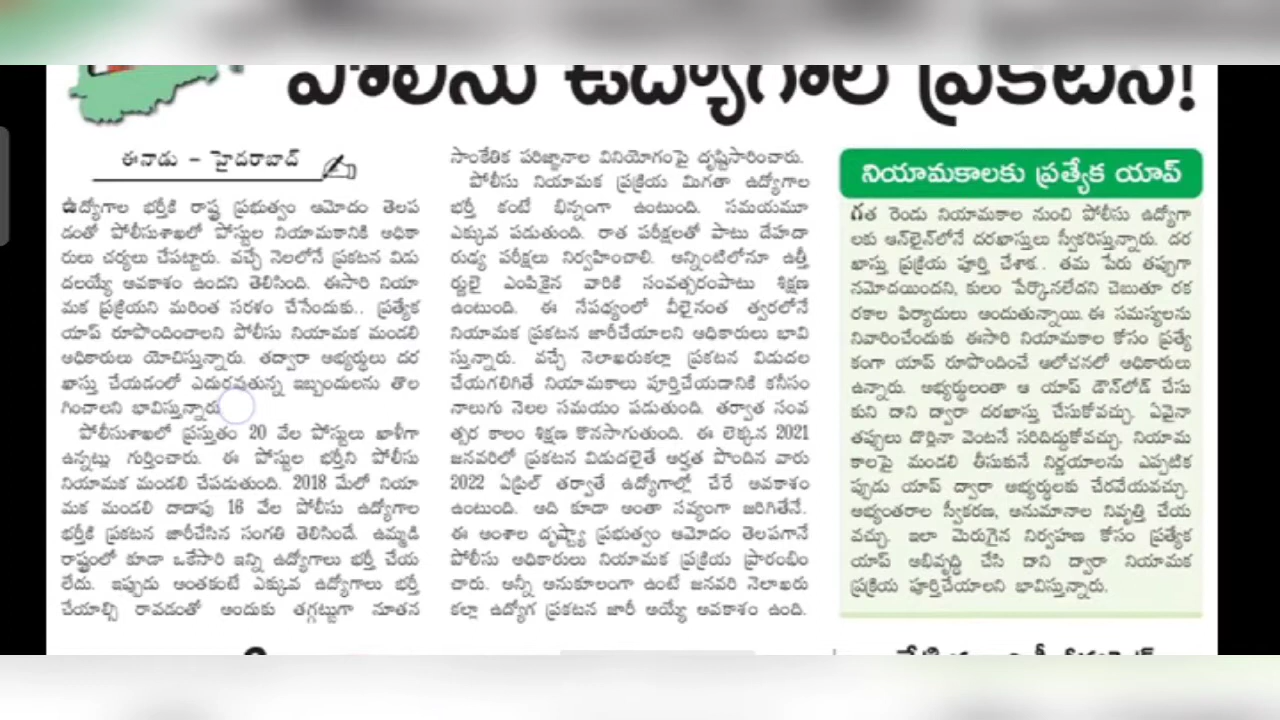 పోలీసు ఉద్యోగాల ప్రకటన!
ఈనాడు - హైదరాబాద్
ఉద్యోగాల భర్తీకి రాష్ట్ర ప్రభుత్వం ఆమోదం తెలప
డంతో పోలీసుశాఖలో పోస్టుల నియామకానికి అధికా
రులు చర్యలు చేపట్టారు. వచ్చే నెలలోనే ప్రకటన విడు
దలయ్యే అవకాశం ఉందని తెలిసింది. ఈసారి నియా
మక ప్రక్రియని మరింత సరళం చేసేందుకు.. ప్రత్యేక
యాప్ రూపొందించాలని పోలీసు నియామక మండలి
అధికారులు యోచిస్తున్నారు. తద్వారా అభ్యర్థులు దర
ఖాస్తు చేయడంలో ఎదురవుతున్న ఇబ్బందులను తొల
గించాలని భావిస్తున్నారు
పోలీసుశాఖలో ప్రస్తుతం 20 వేల పోస్టులు ఖాళీగా
ఉన్నట్లు గుర్తించారు. ఈ పోస్టుల భర్తీని పోలీసు
నియామక మండలి చేపడుతుంది. 2018 మేలో నియా
మక మండలి దాదాపు 16 వేల పోలీసు ఉద్యోగాల
భర్తీకి ప్రకటన జారీచేసిన సంగతి తెలిసిందే. ఉమ్మడి
రాష్ట్రంలో కూడా ఒకేసారి ఇన్ని ఉద్యోగాలు భర్తీ చేయ
లేదు. ఇప్పుడు అంతకంటే ఎక్కువ ఉద్యోగాలు భర్తీ
చేయాల్సి రావడంతో అందుకు తగ్గట్టుగా నూతన
సాంకేతిక పరిజ్ఞానాల వినియోగంపై దృష్టిసారించారు.
పోలీసు నియామక ప్రక్రియ మిగతా ఉద్యోగాల
భర్తీ కంటే భిన్నంగా ఉంటుంది. సమయమూ
ఎక్కువ పడుతుంది. రాత పరీక్షలతో పాటు దేహదా
రుఢ్య పరీక్షలు నిర్వహించాలి. అన్నింటిలోనూ ఉత్తీ
ర్ణులై ఎంపికైన వారికి సంవత్సరంపాటు శిక్షణ
ఉంటుంది. ఈ నేపథ్యంలో వీలైనంత త్వరలోనే
నియామక ప్రకటన జారీచేయాలని అధికారులు భావి
స్తున్నారు. వచ్చే నెలాఖరుకల్లా ప్రకటన విడుదల
చేయగలిగితే నియామకాలు పూర్తిచేయడానికి కనీసం
నాలుగు నెలల సమయం పడుతుంది. తర్వాత సంవ
త్సర కాలం శిక్షణ కొనసాగుతుంది. ఈ లెక్కన 2021
జనవరిలో ప్రకటన విడుదలైతే అర్హత పొందిన వారు
2022 ఏప్రిల్ తర్వాతే ఉద్యోగాల్లో చేరే అవకాశం
ఉంటుంది. అది కూడా అంతా సవ్యంగా జరిగితేనే.
ఈ అంశాల దృష్ట్యా ప్రభుత్వం ఆమోదం తెలపగానే
పోలీసు అధికారులు నియామక ప్రక్రియ ప్రారంభిం
చారు. అన్నీ అనుకూలంగా ఉంటే జనవరి నెలాఖరు
కల్లా ఉద్యోగ ప్రకటన జారీ అయ్యే అవకాశం ఉంది.
నియామకాలకు ప్రత్యేక యాప్
గత రెండు నియామకాల నుంచి పోలీసు ఉద్యోగా
లకు ఆన్‌లైన్‌లోనే దరఖాస్తులు స్వీకరిస్తున్నారు. దర
ఖాస్తు ప్రక్రియ పూర్తి చేశాక.. తమ పేరు తప్పుగా
నమోదయిందని, కులం పేర్కొనలేదని చెబుతూ రక
రకాల ఫిర్యాదులు అందుతున్నాయి. ఈ సమస్యలను
నివారించేందుకు ఈసారి నియామకాల కోసం ప్రత్యే
కంగా యాప్ రూపొందించే ఆలోచనలో అధికారులు
ఉన్నారు. అభ్యర్థులంతా ఆ యాప్ డౌన్‌లోడ్ చేసు
కుని దాని ద్వారా దరఖాస్తు చేసుకోవచ్చు. ఏవైనా
తప్పులు దొర్లినా వెంటనే సరిదిద్దుకోవచ్చు. నియామ
కాలపై మండలి తీసుకునే నిర్ణయాలను ఎప్పటిక
ప్పుడు యాప్ ద్వారా అభ్యర్థులకు చేరవేయవచ్చు.
అభ్యంతరాల స్వీకరణ, అనుమానాల నివృత్తి చేయ
వచ్చు. ఇలా మెరుగైన నిర్వహణ కోసం ప్రత్యేక
యాప్ అభివృద్ధి చేసి దాని ద్వారా నియామక
ప్రక్రియ పూర్తిచేయాలని భావిస్తున్నారు.